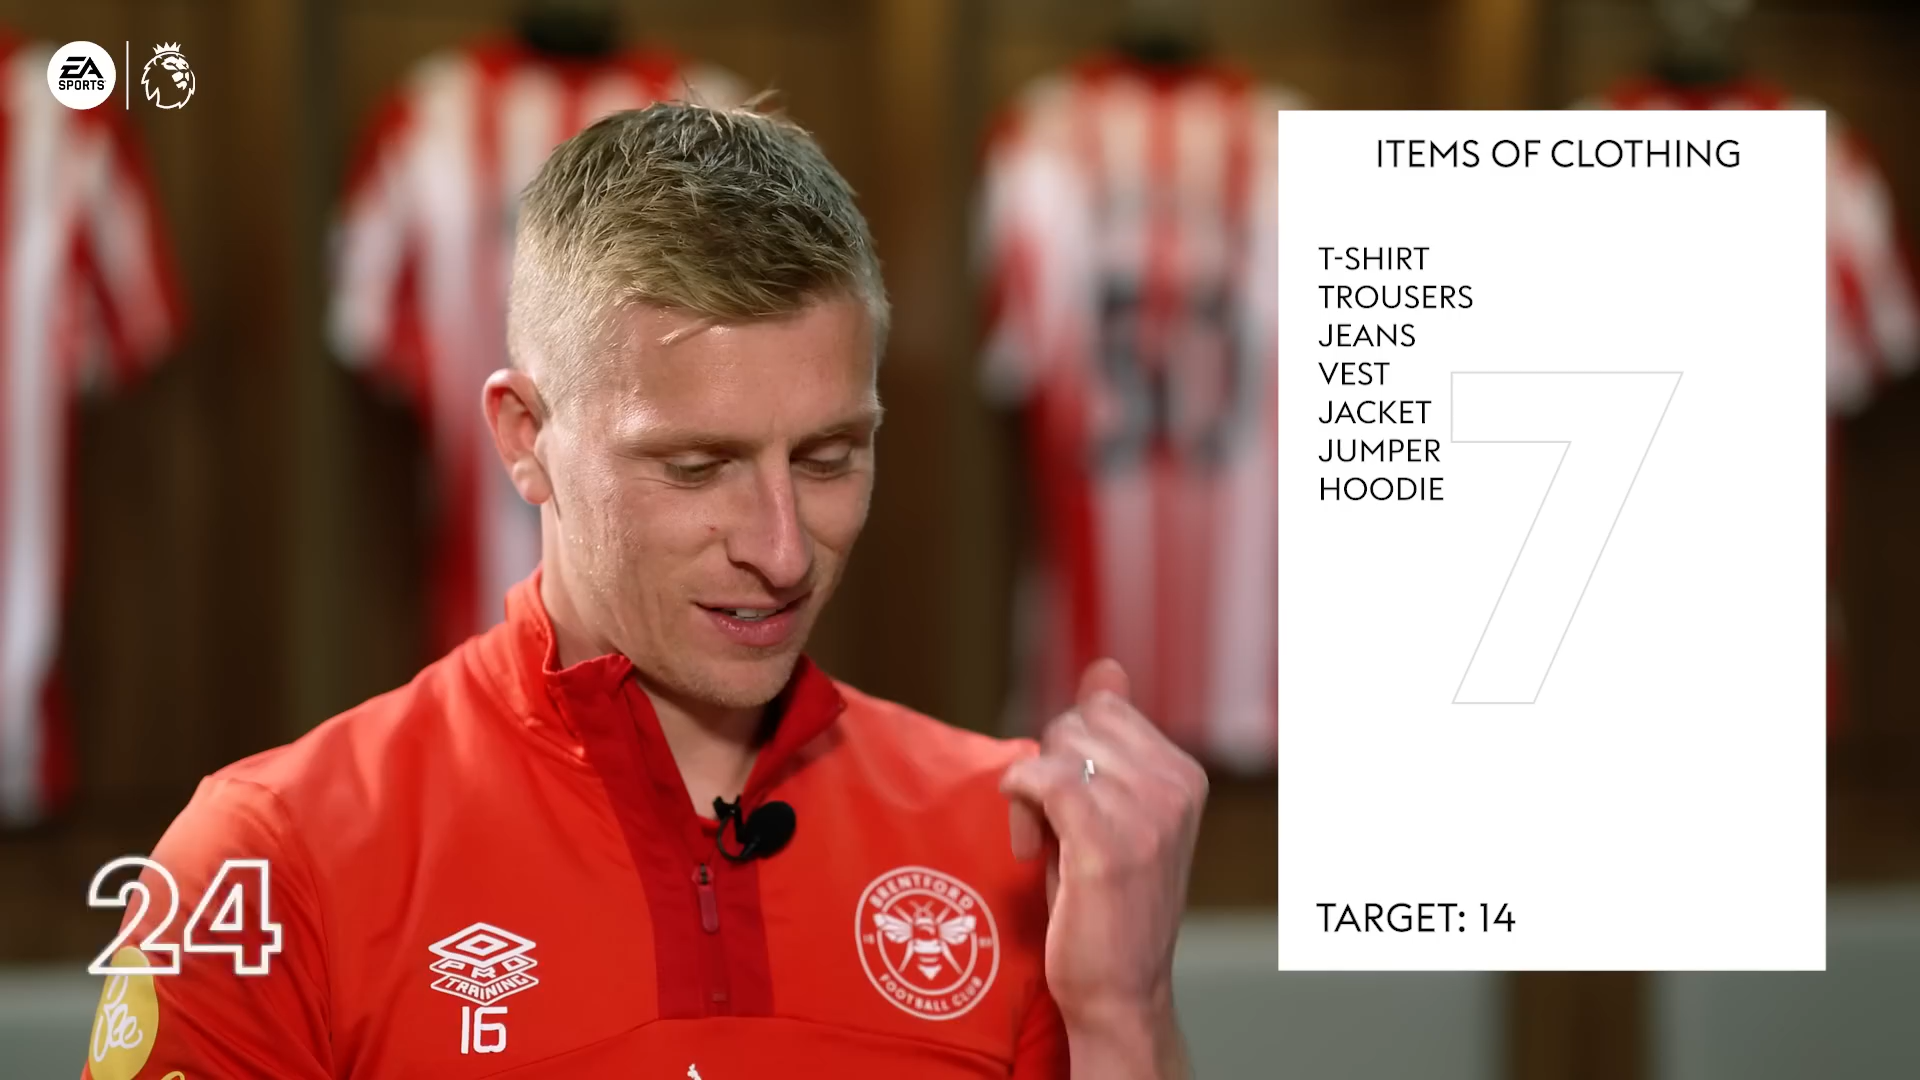 EA
SPORTS
ITEMS OF CLOTHING
T-SHIRT
TROUSERS
JEANS
VEST
JACKET
JUMPER
HOODIE
7
TARGET: 14
24
PRO
TRAINING
16
BRENTFORD
FOOTBALL CLUB